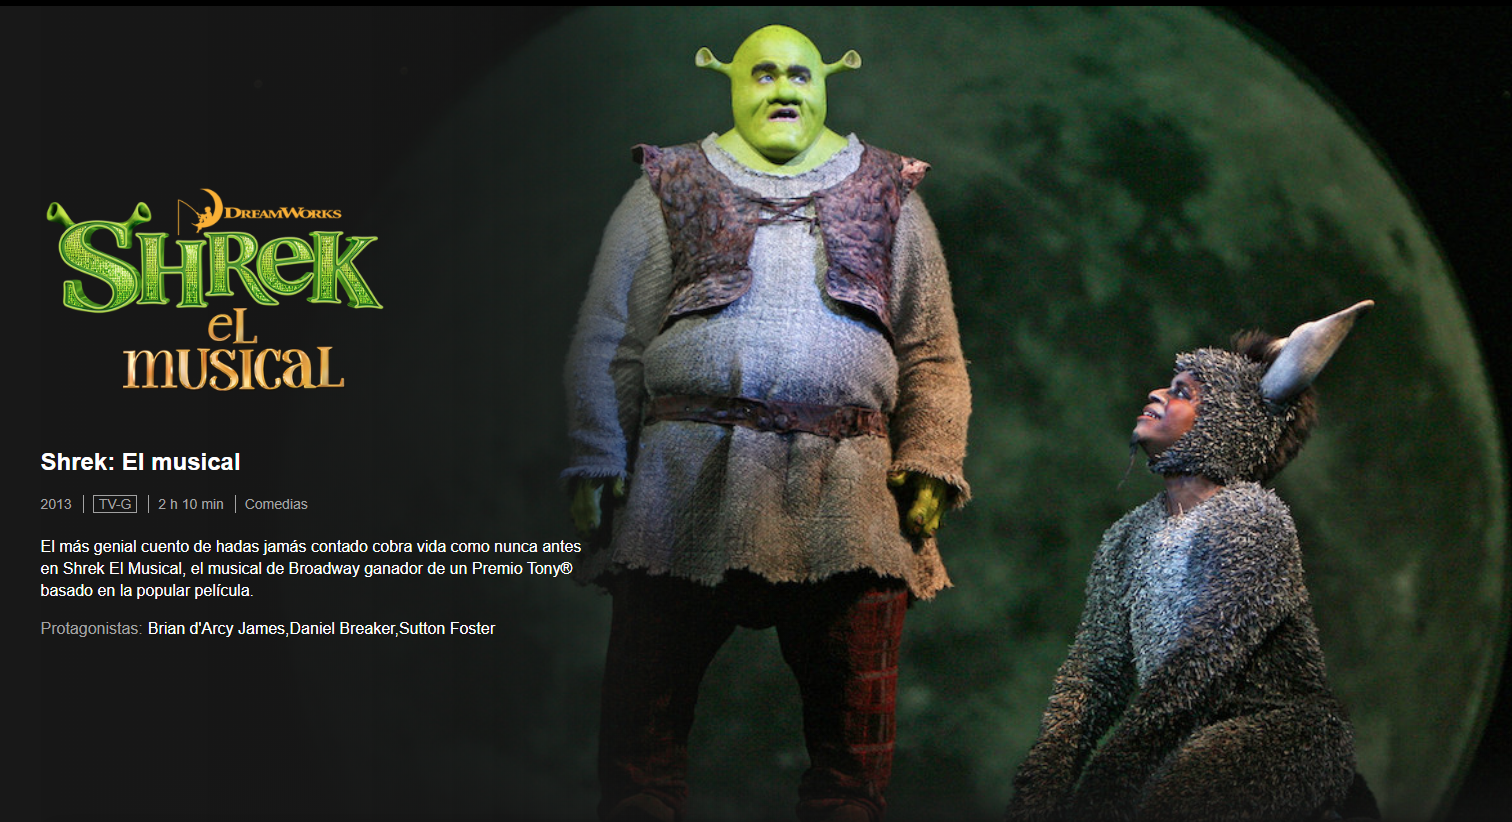 DREAMWORKS
SHReK
eL
musical
Shrek: El musical
2013 TV-G 2 h 10 min Comedias
El más genial cuento de hadas jamás contado cobra vida como nunca antes
en Shrek El Musical, el musical de Broadway ganador de un Premio Tony®
basado en la popular película.
Protagonistas: Brian d'Arcy James,Daniel Breaker,Sutton Foster